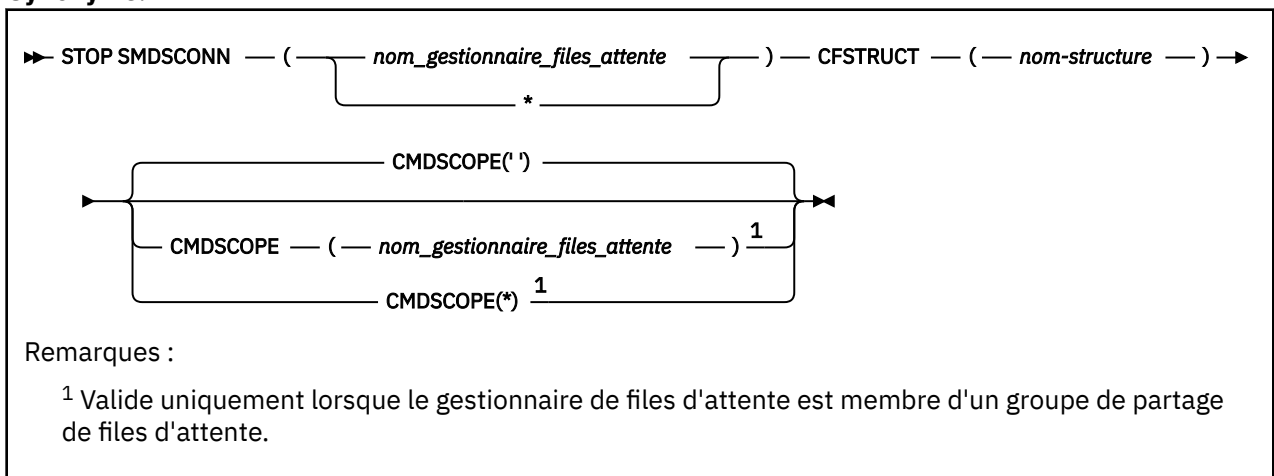 STOP SMDSCONN ( nom_gestionnaire_files_attente ) CFSTRUCT ( nom-structure )
*
CMDSCOPE(' ')
CMDSCOPE ( nom_gestionnaire_files_attente ) 1
CMDSCOPE(*) 1
Remarques :
1 Valide uniquement lorsque le gestionnaire de files d'attente est membre d'un groupe de partage
de files d'attente.